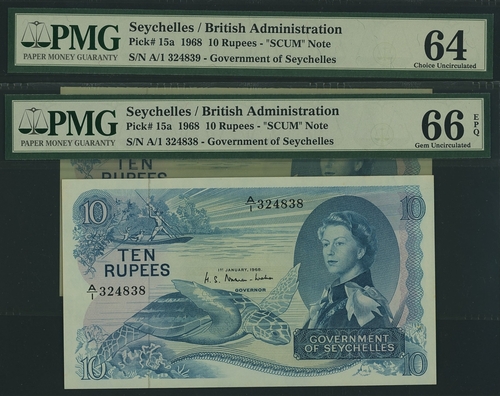 PMG
PAPER MONEY GUARANTY
Seychelles / British Administration
Pick# 15a 1968 10 Rupees - "SCUM" Note
S/N A/1 324839 - Government of Seychelles
64
Choice Uncirculated
PMG
PAPER MONEY GUARANTY
Seychelles / British Administration
Pick# 15a 1968 10 Rupees - "SCUM" Note
S/N A/1 324838 - Government of Seychelles
66 EPQ
Gem Uncirculated
TEN
RUPEES
10
A/1 324838
10
TEN
RUPEES
1ST JANUARY, 1968
A/1 324838
GOVERNOR
GOVERNMENT
OF SEYCHELLES
10
10